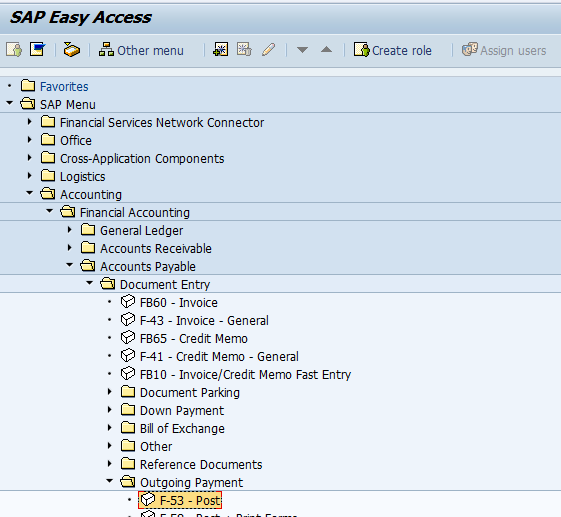 SAP Easy Access
Other menu Create role Assign users
Favorites
SAP Menu
Financial Services Network Connector
Office
Cross-Application Components
Logistics
Accounting
Financial Accounting
General Ledger
Accounts Receivable
Accounts Payable
Document Entry
FB60 - Invoice
F-43 - Invoice - General
FB65 - Credit Memo
F-41 - Credit Memo - General
FB10 - Invoice/Credit Memo Fast Entry
Document Parking
Down Payment
Bill of Exchange
Other
Reference Documents
Outgoing Payment
F-53 - Post
Post + Print Forms